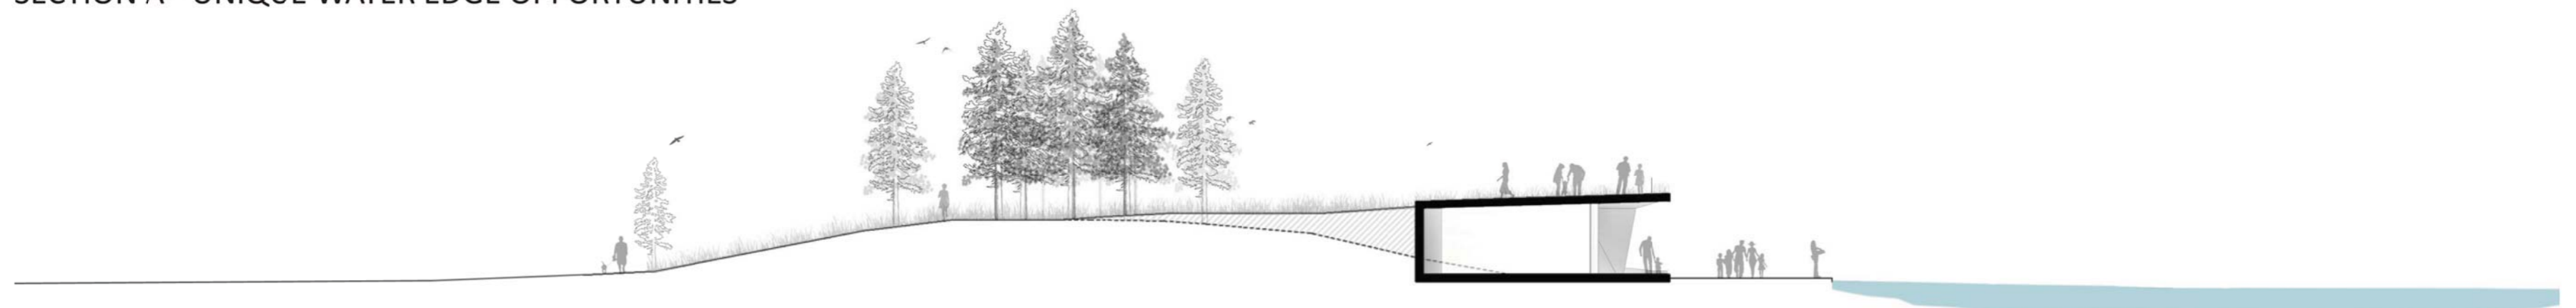 SECTION A - UNIQUE WATER EDGE OPPORTUNITIES